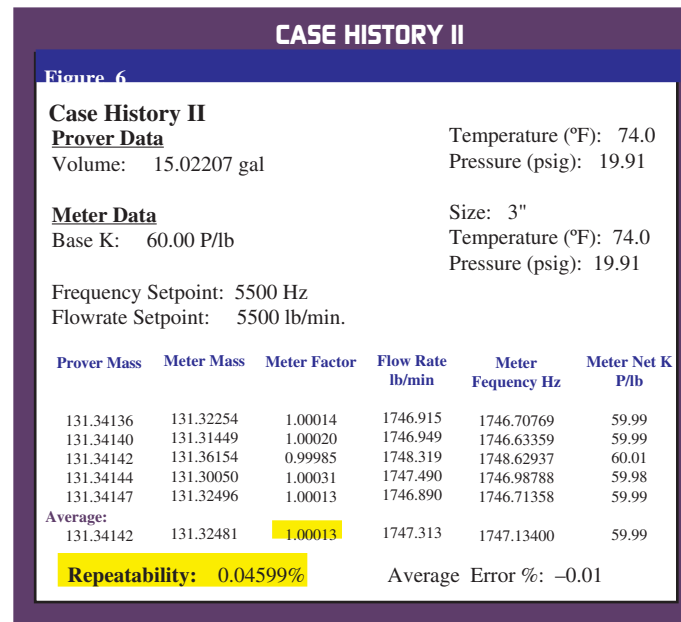 CASE HISTORY II
Figure 6
Case History II
Prover Data
Temperature (ºF): 74.0
Volume: 15.02207 gal
Pressure (psig): 19.91
Meter Data
Size: 3"
Base K: 60.00 P/lb
Temperature (ºF): 74.0
Pressure (psig): 19.91
Frequency Setpoint: 5500 Hz
Flowrate Setpoint: 5500 lb/min.
Prover Mass Meter Mass Meter Factor Flow Rate lb/min Meter Fequency Hz Meter Net K P/lb
131.34136 131.32254 1.00014 1746.915 1746.70769 59.99
131.34140 131.31449 1.00020 1746.949 1746.63359 59.99
131.34142 131.36154 0.99985 1748.319 1748.62937 60.01
131.34144 131.30050 1.00031 1747.490 1746.98788 59.98
131.34147 131.32496 1.00013 1746.890 1746.71358 59.99
Average:
131.34142 131.32481 1.00013 1747.313 1747.13400 59.99
Repeatability: 0.04599% Average Error %: –0.01